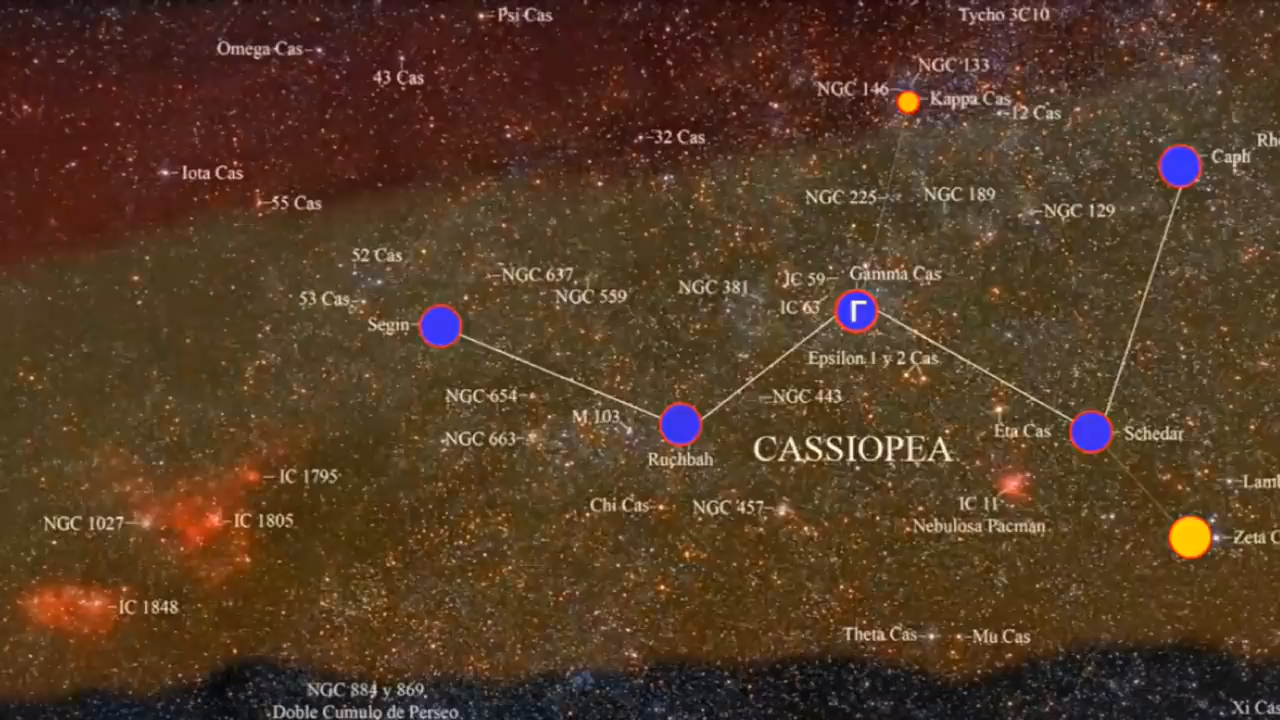 Psi Cas
Tycho 3C10
Omega Cas
43 Cas
NGC 133
NGC 146
Kappa Cas
12 Cas
32 Cas
Caph
Iota Cas
55 Cas
NGC 225
NGC 189
NGC 129
52 Cas
NGC 637
NGC 559
NGC 381
IC 59
Gamma Cas
53 Cas
IC 63
Γ
Segin
Epsilon 1 y 2 Cas
NGC 654
M 103
NGC 443
NGC 663
Ruchbah
CASSIOPEA
Eta Cas
Schedar
IC 1795
Chi Cas
NGC 457
IC 11
Nebulosa Pacman
NGC 1027
IC 1805
Zeta
IC 1848
Theta Cas
Mu Cas
NGC 884 y 869,
Doble Cumulo de Perseo
Xi Cas